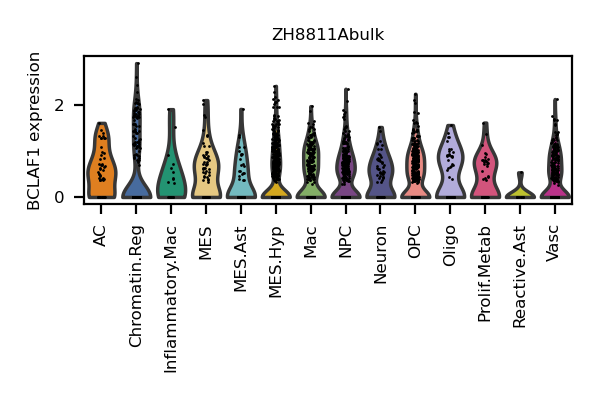 ZH8811Abulk
BCLAF1 expression
2
0
AC
Chromatin.Reg
Inflammatory.Mac
MES
MES.Ast
MES.Hyp
Mac
NPC
Neuron
OPC
Oligo
Prolif.Metab
Reactive.Ast
Vasc